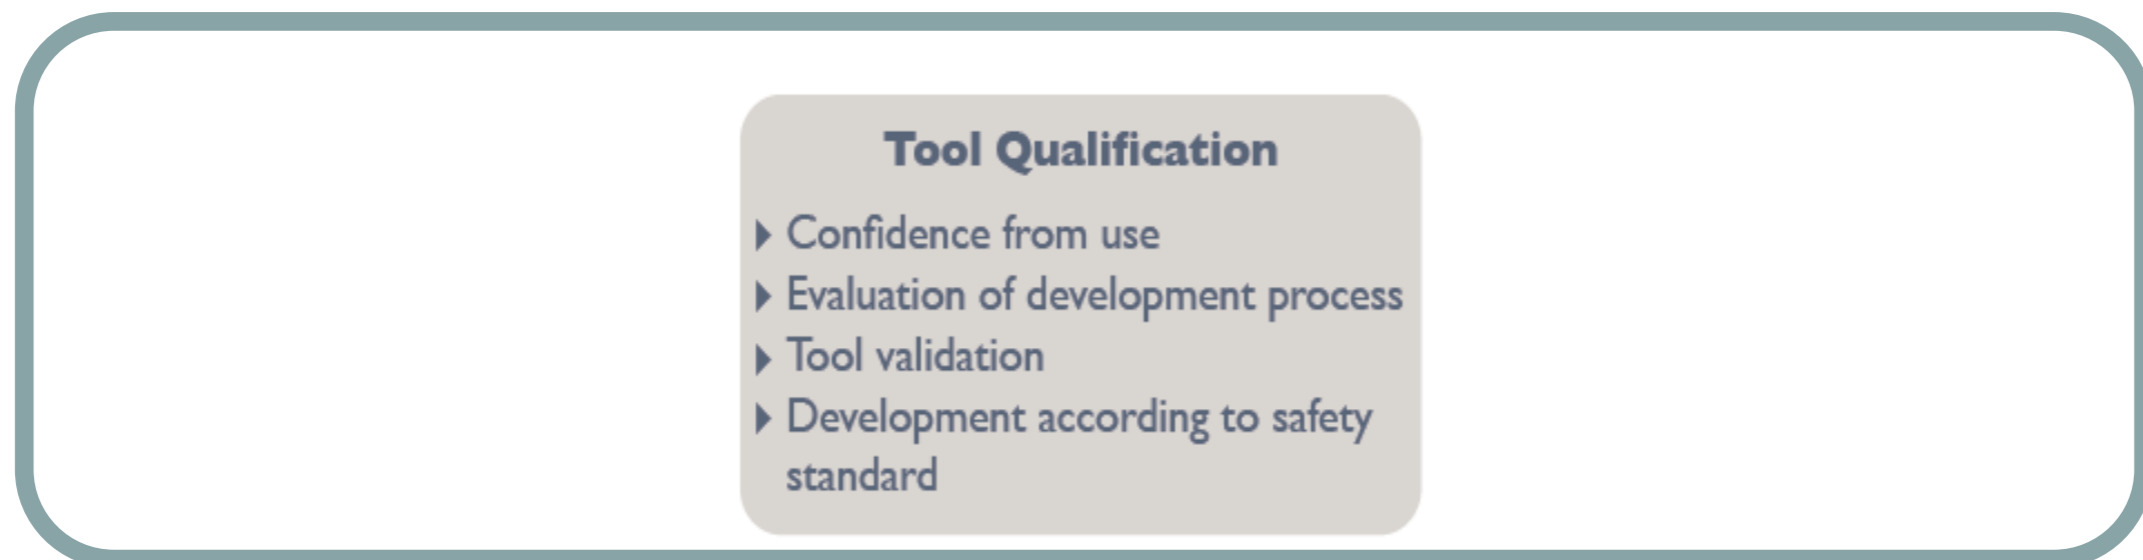 Tool Qualification
Confidence from use
Evaluation of development process
Tool validation
Development according to safety
standard